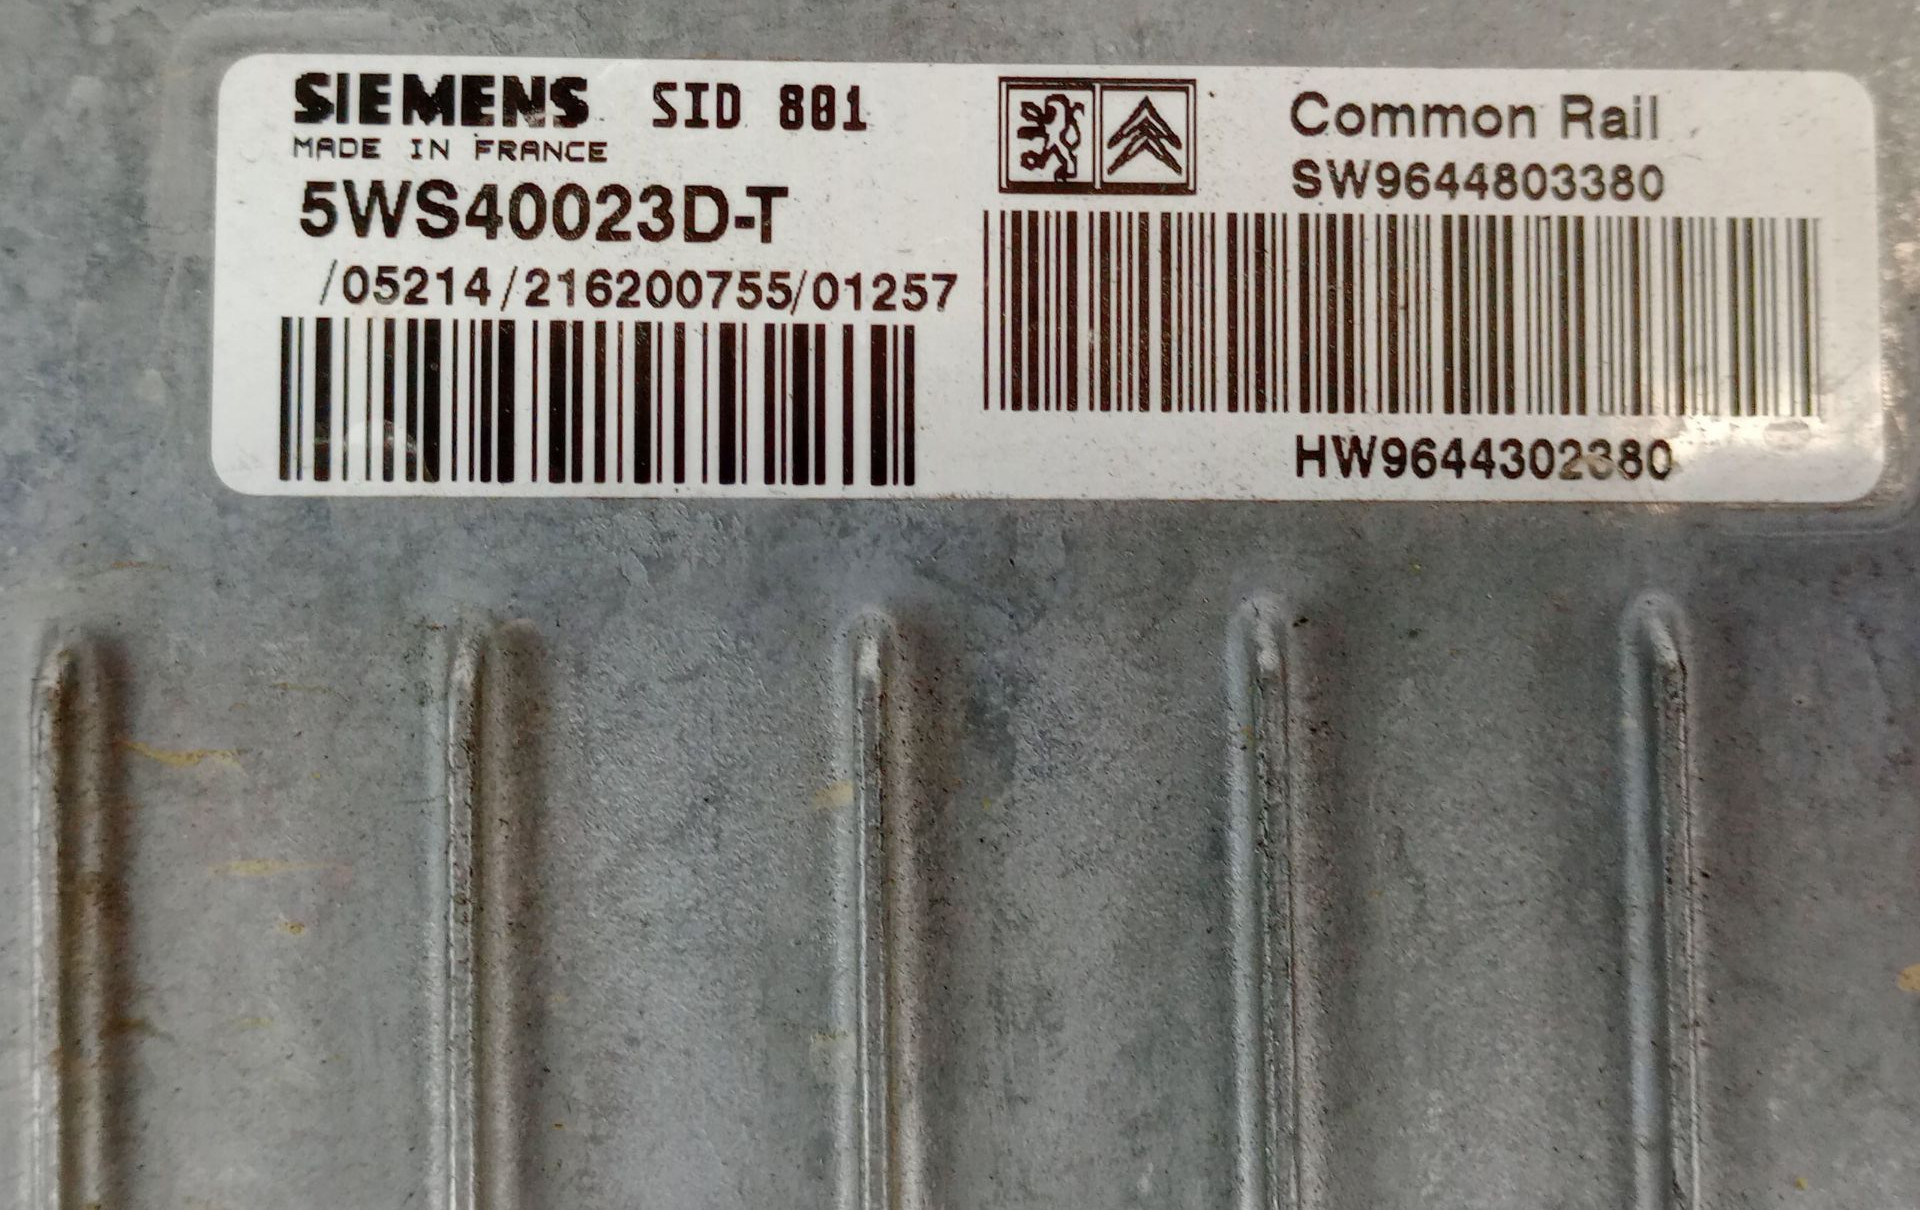 SIEMENS SID 801
MADE IN FRANCE
5WS40023D-T
/05214/216200755/01257
Common Rail
SW9644803380
HW9644302380